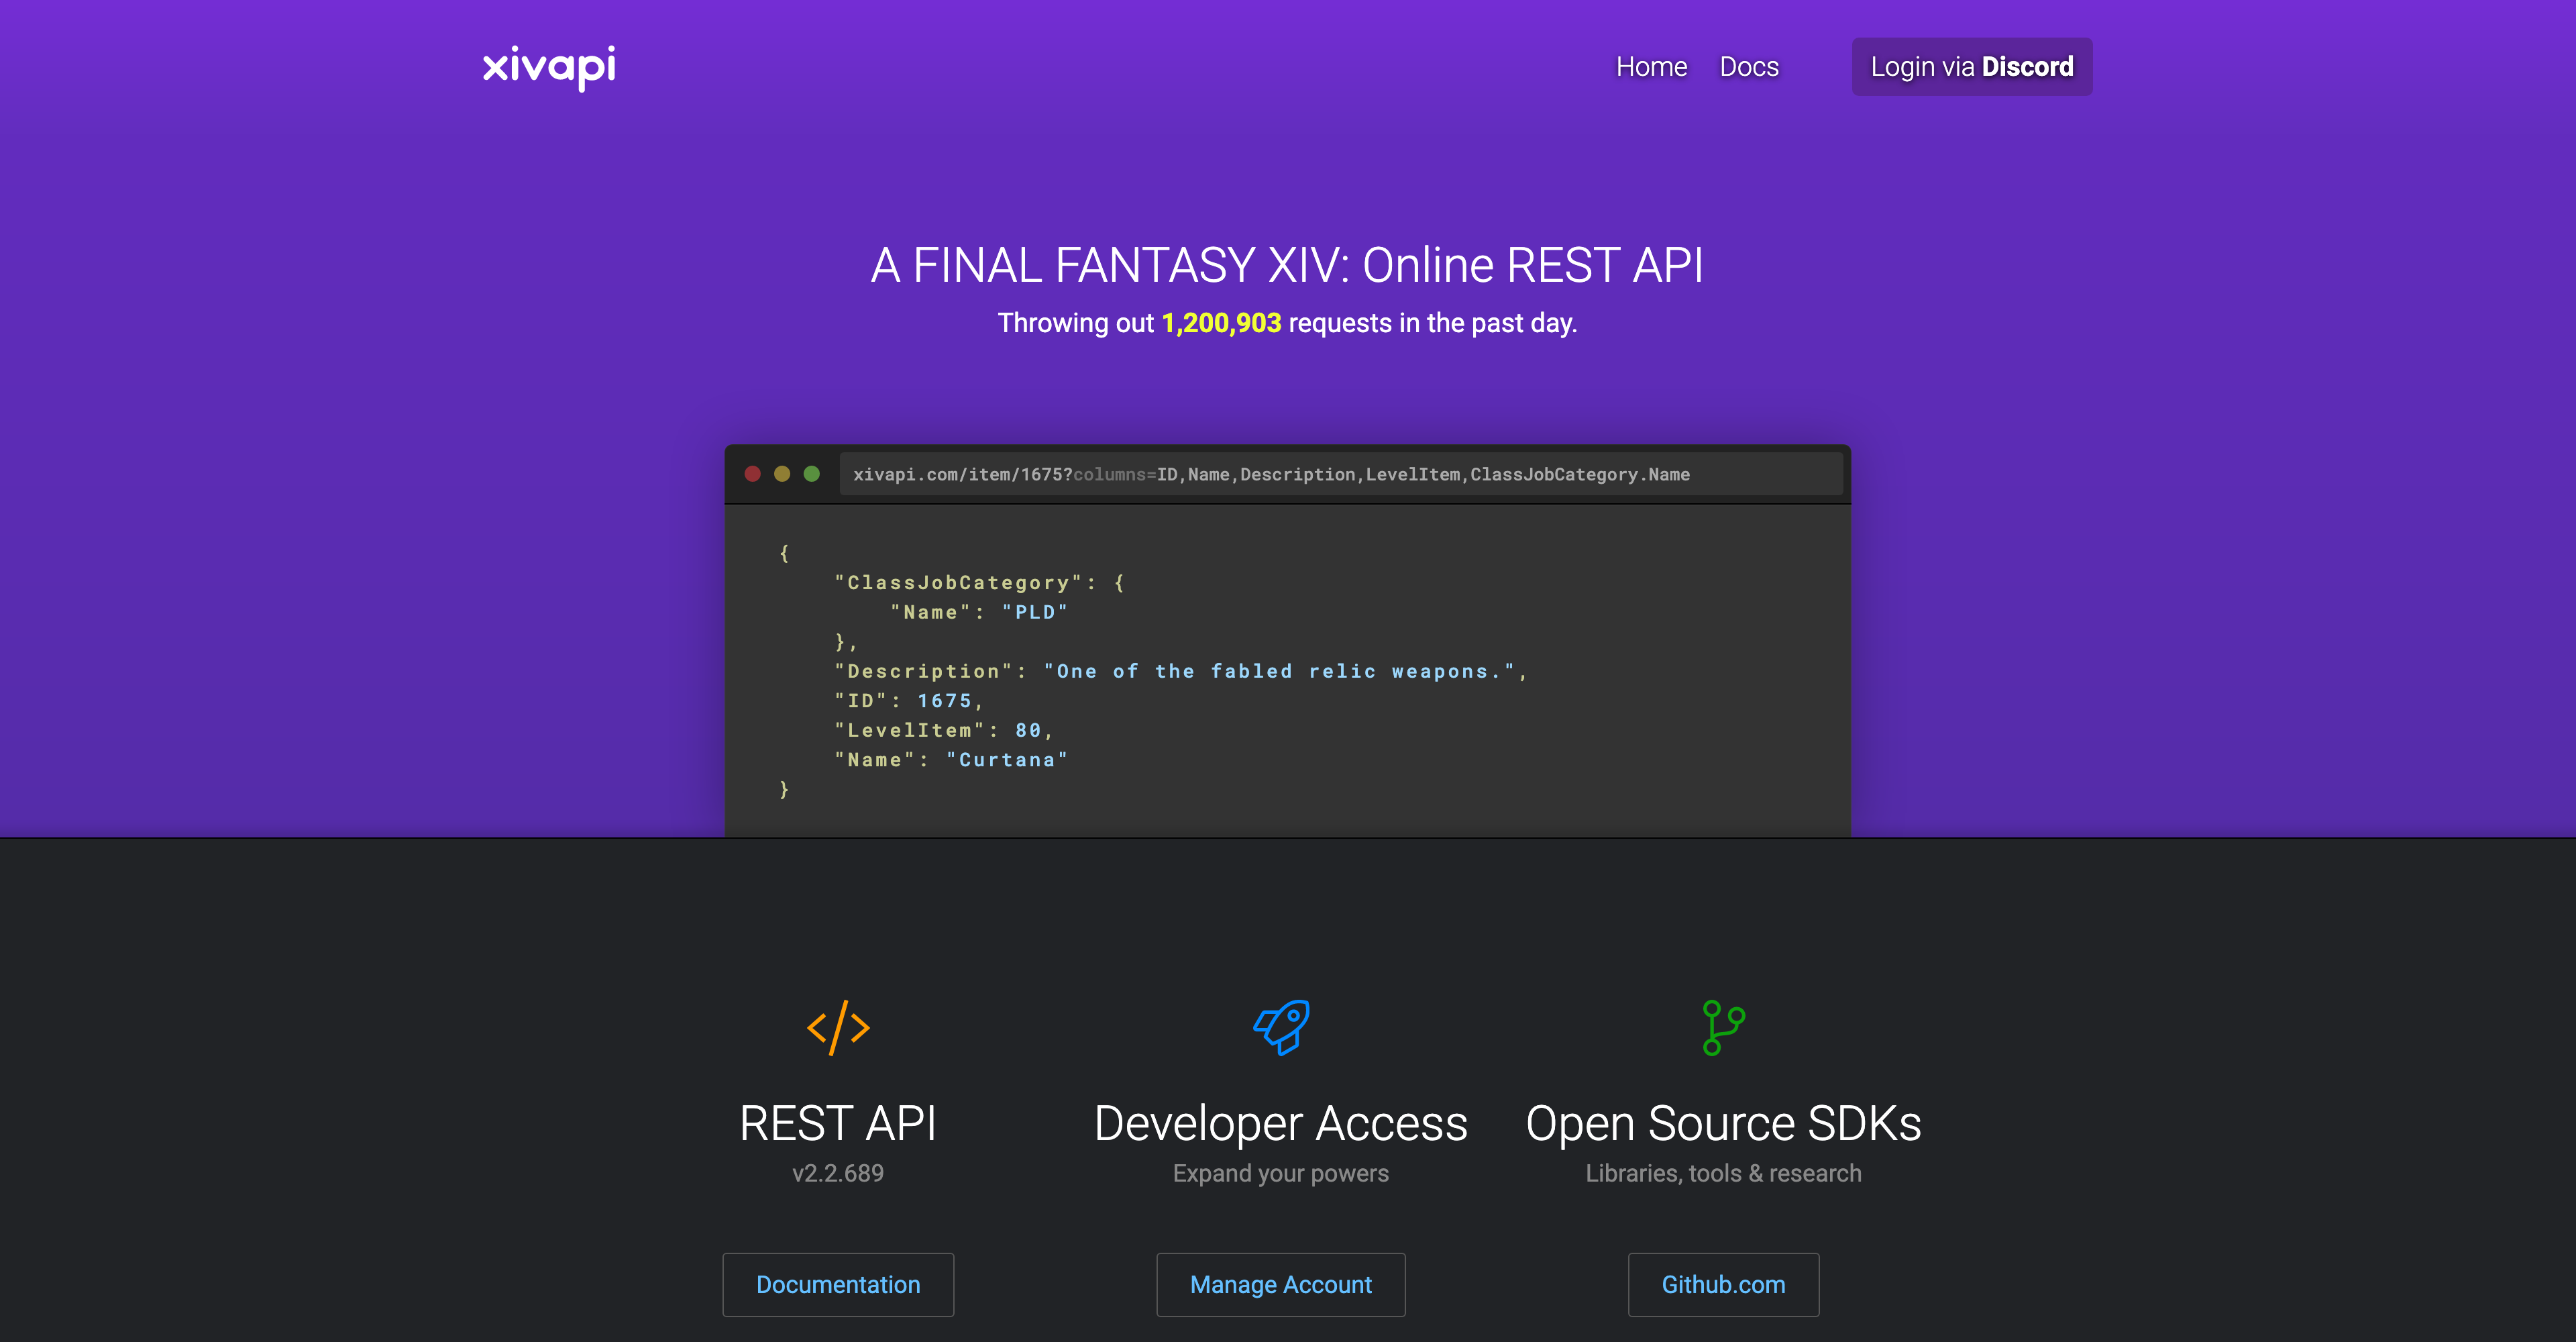 xivapi
Home Docs Login via Discord
A FINAL FANTASY XIV: Online REST API
Throwing out 1,200,903 requests in the past day.
xivapi.com/item/1675?columns=ID,Name,Description,LevelItem,ClassJobCategory.Name
{
"ClassJobCategory": {
"Name": "PLD"
},
"Description": "One of the fabled relic weapons.",
"ID": 1675,
"LevelItem": 80,
"Name": "Curtana"
}
REST API
v2.2.689
Documentation
Developer Access
Expand your powers
Manage Account
Open Source SDKs
Libraries, tools & research
Github.com